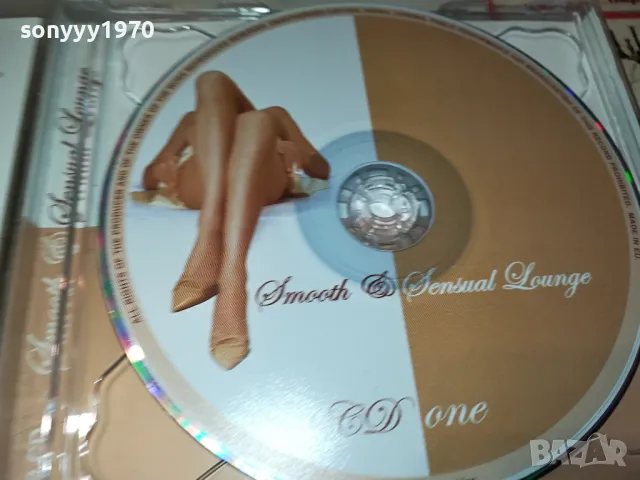 sonyyy1970
Smooth & Sensual Lounge
Smooth & Sensual Lounge
CD one
ALL RIGHTS OF THE PRODUCER AND OF THE OWNER OF THE
PROHIBITED. MADE IN EU
BAZAR
.bg